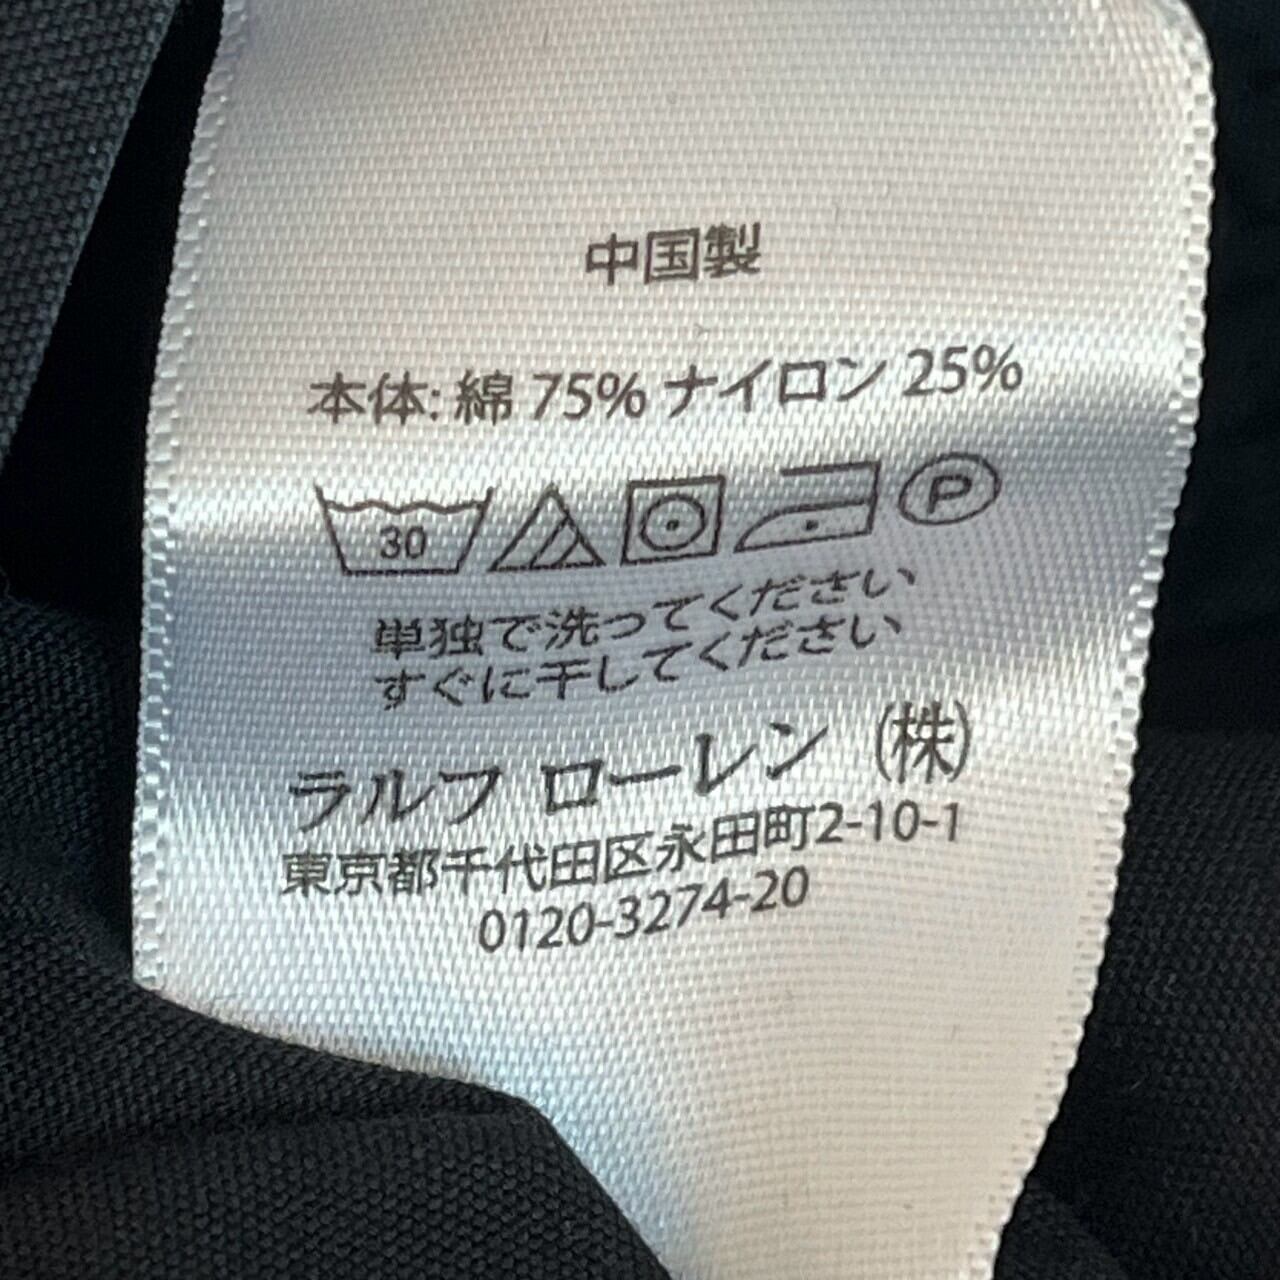 中国製
本体: 綿 75% ナイロン 25%
30 P
単独で洗ってください
すぐに干してください
ラルフ ローレン (株)
東京都千代田区永田町2-10-1
0120-3274-20